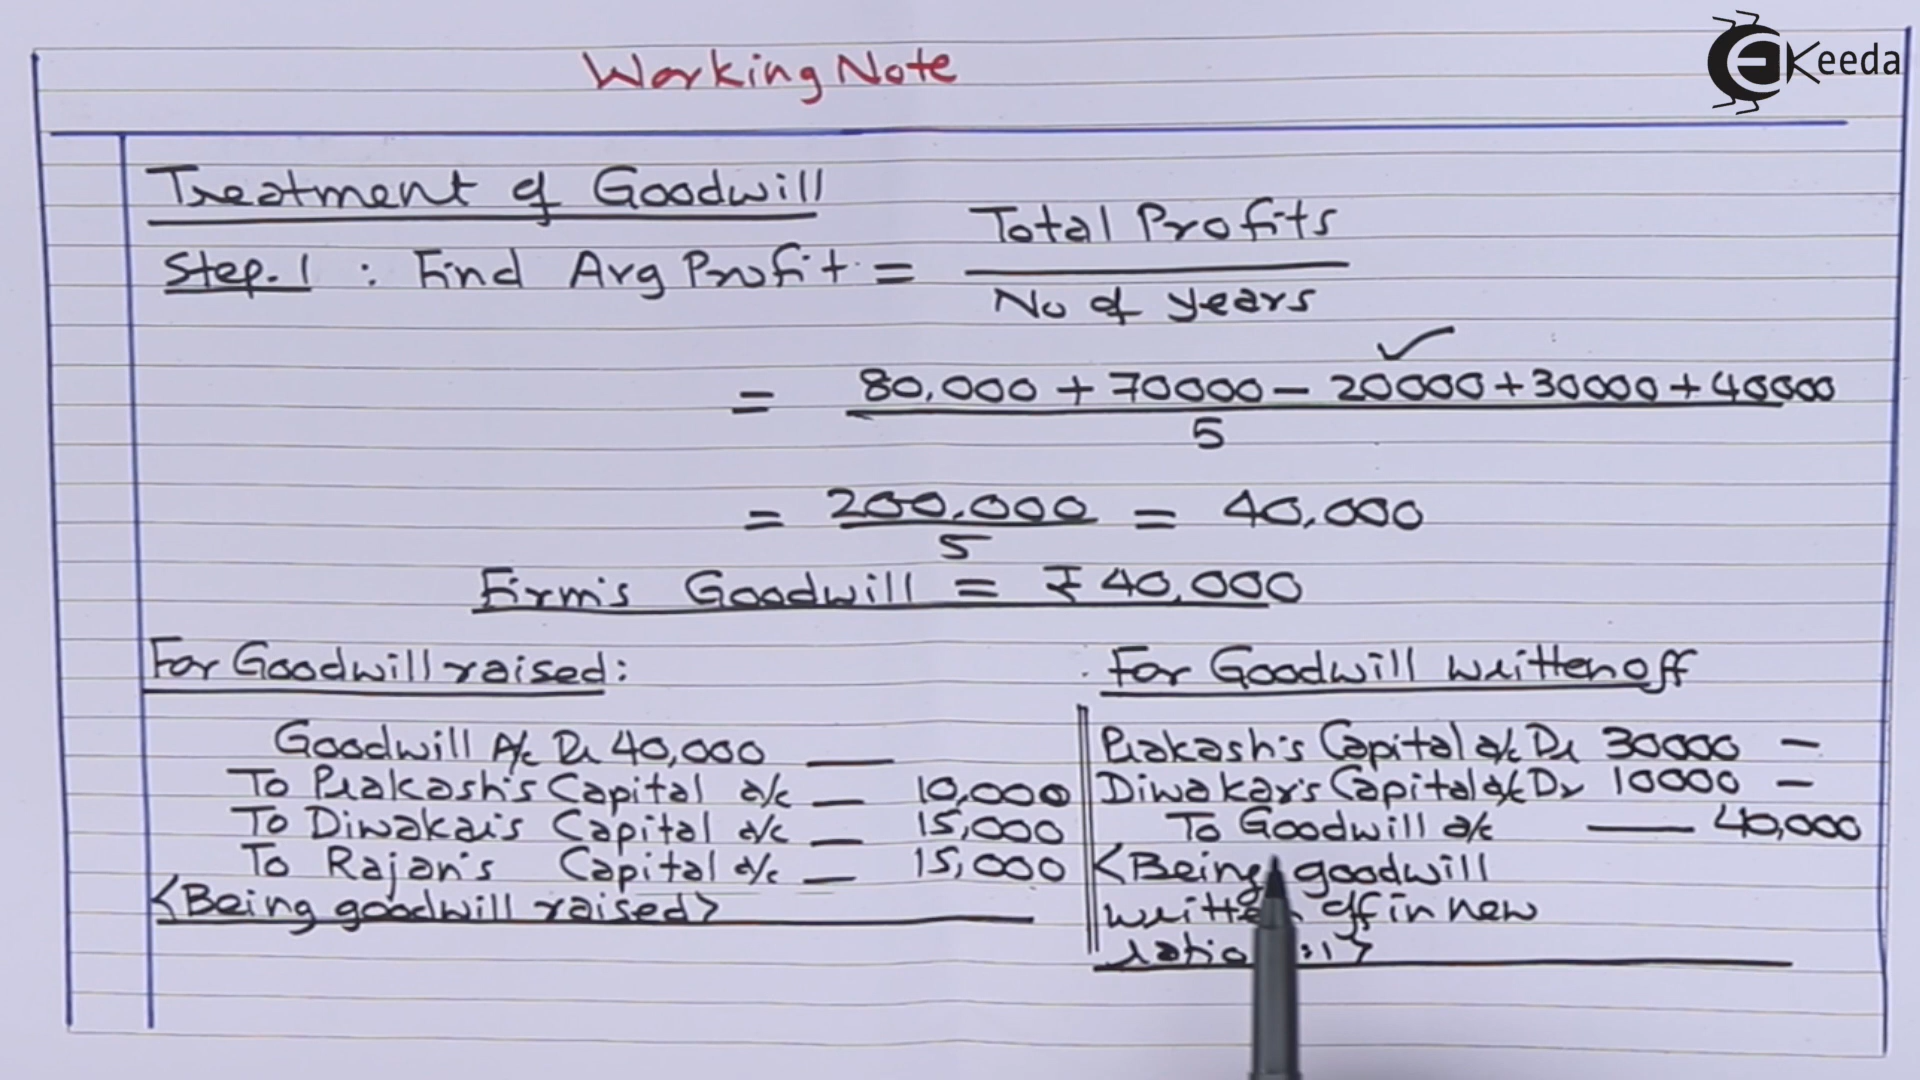 Working Note
Keeda
Treatment of Goodwill
Step.1 : Find Avg Profit = Total Profits
No of years
= 80,000 + 70000 - 20000 + 30000 + 40000
5
= 200,000 = 40,000
5
Firm's Goodwill = ₹40,000
For Goodwill raised:
Goodwill A/c Dr 40,000
To Prakash's Capital a/c — 10,000
To Diwakar's Capital a/c — 15,000
To Rajan's Capital a/c — 15,000
<Being goodwill raised>
For Goodwill written off
Prakash's Capital a/c Dr 30000 —
Diwakar's Capital a/c Dr 10000 —
To Goodwill a/c — 40,000
<Being goodwill
written off in new
ratio :1>